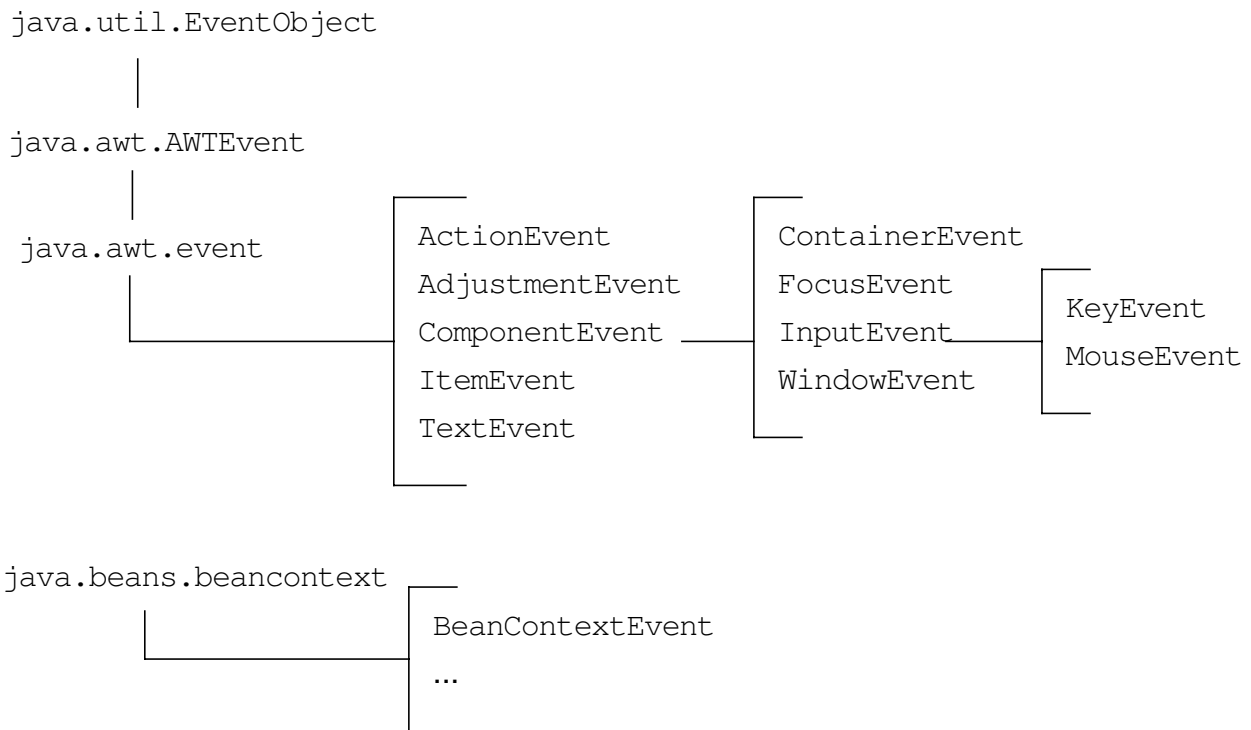 java.util.EventObject
java.awt.AWTEvent
java.awt.event
ActionEvent
AdjustmentEvent
ComponentEvent
ItemEvent
TextEvent
ContainerEvent
FocusEvent
InputEvent
WindowEvent
KeyEvent
MouseEvent
java.beans.beancontext
BeanContextEvent
...